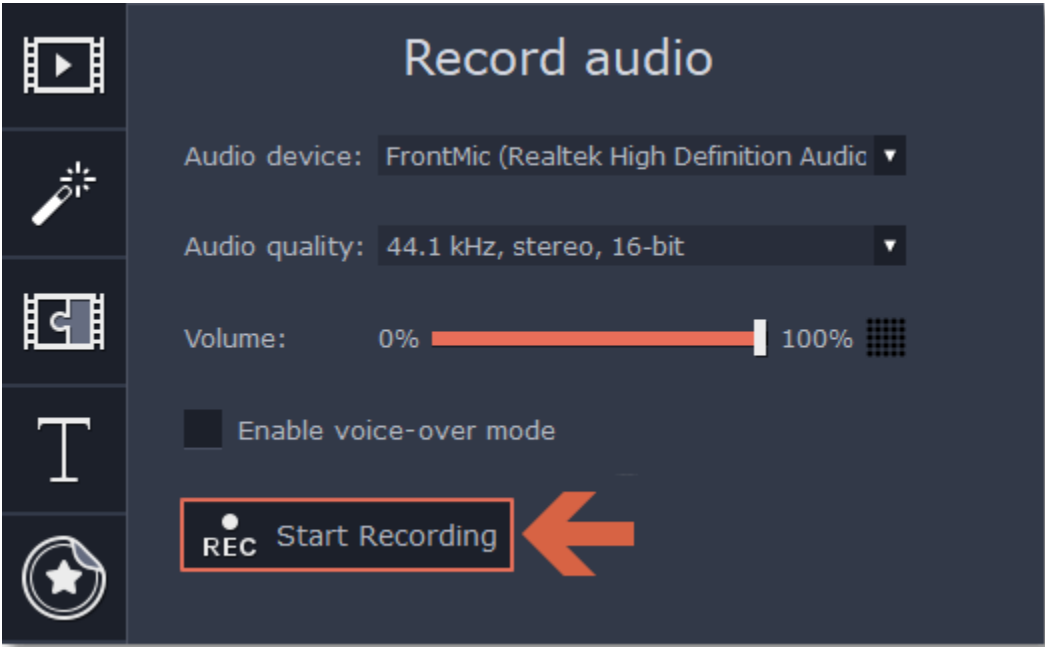 Record audio
Audio device: FrontMic (Realtek High Definition Audio
Audio quality: 44.1 kHz, stereo, 16-bit
Volume: 0% 100%
Enable voice-over mode
REC Start Recording